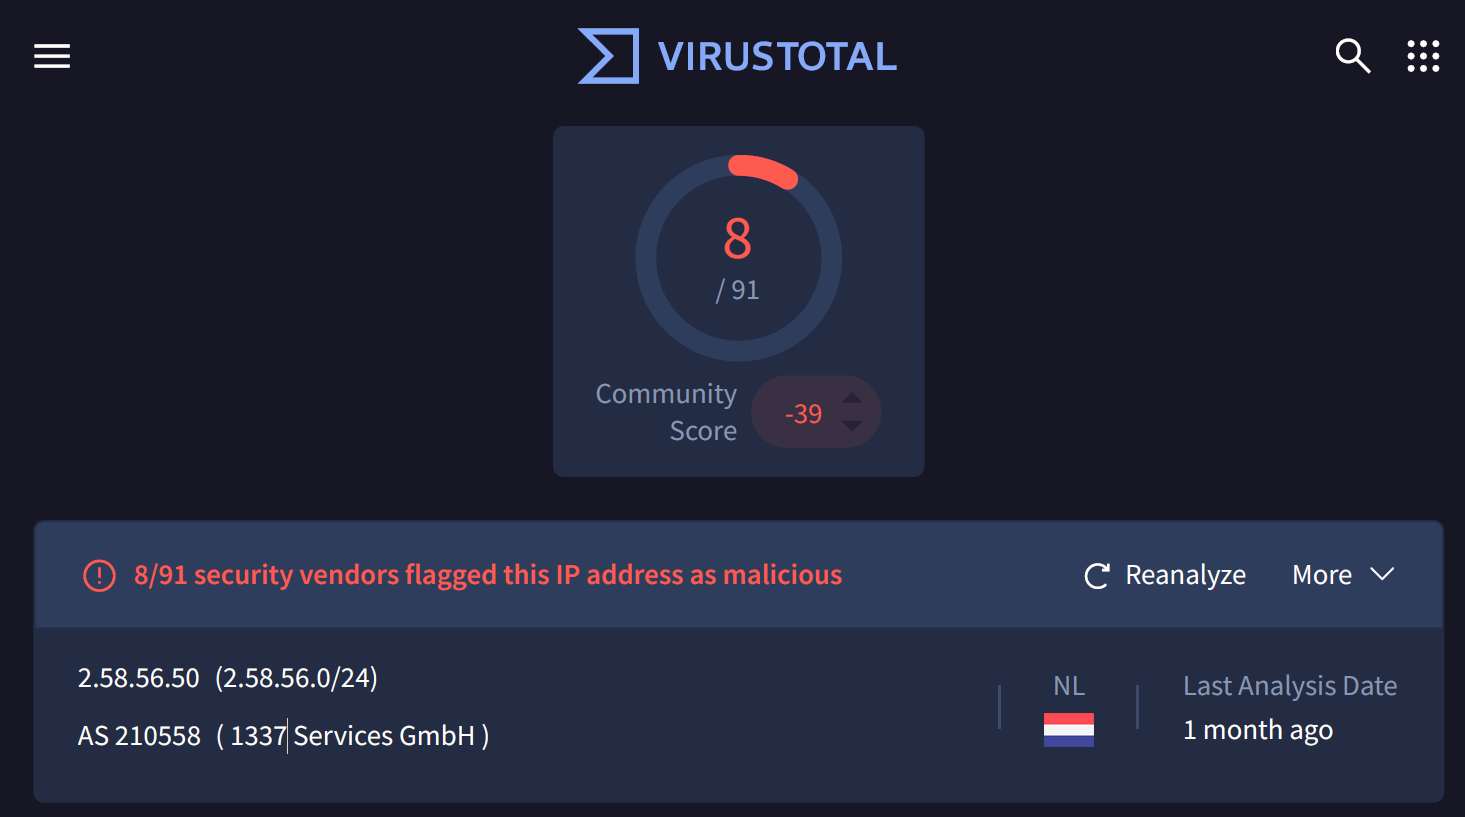 VIRUSTOTAL
8
/ 91
Community
Score
-39
8/91 security vendors flagged this IP address as malicious
Reanalyze
More
2.58.56.50 (2.58.56.0/24)
AS 210558 ( 1337 Services GmbH )
NL
Last Analysis Date
1 month ago